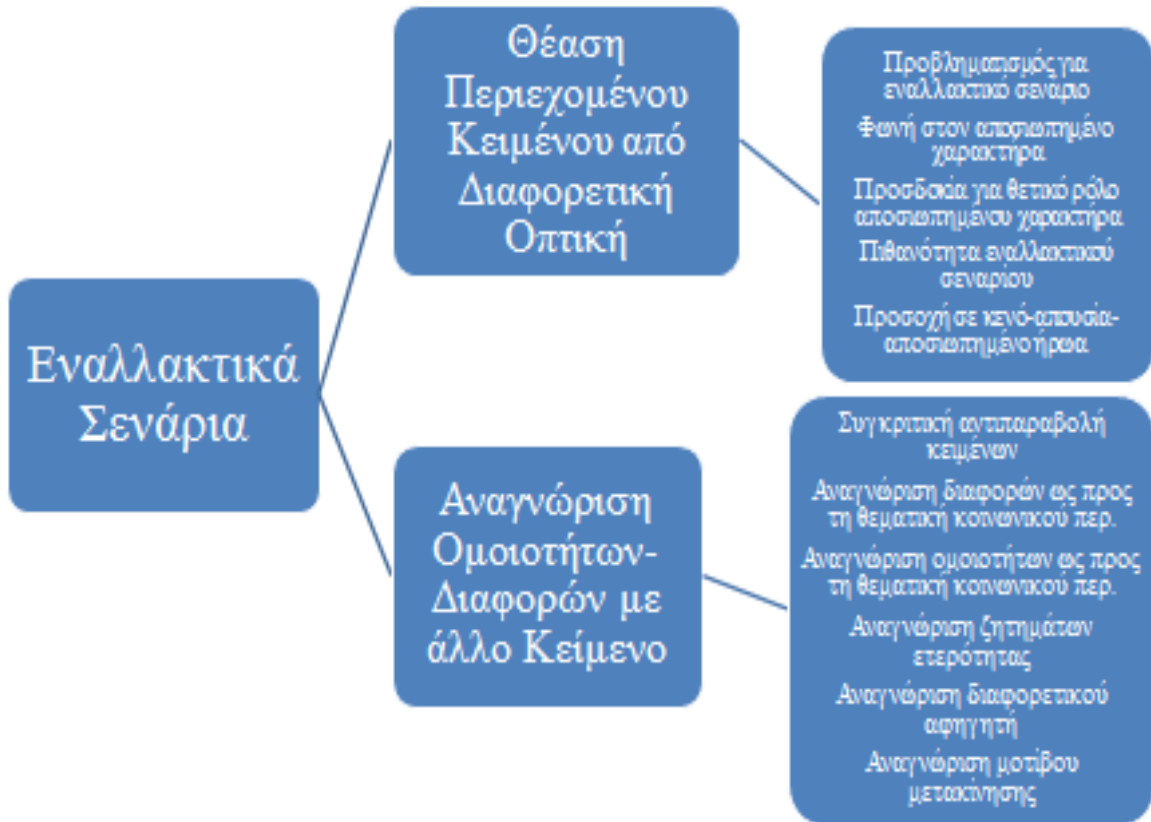 Εναλλακτικά
Σενάρια
Θέαση
Περιεχομένου
Κειμένου από
Διαφορετική
Οπτική
Προβληματισμός για
εναλλακτικό σενάριο
Φωνή στον αποσιωπημένο
χαρακτήρα
Προσδοκία για θετικό ρόλο
αποσιωπημένου χαρακτήρα
Πιθανότητα εναλλακτικού
σεναρίου
Προσοχή σε κενό-απουσία-
αποσιωπημένο ήρωα
Αναγνώριση
Ομοιοτήτων-
Διαφορών με
άλλο Κείμενο
Συγκριτική αντιπαραβολή
κειμένων
Αναγνώριση διαφορών ως προς
τη θεματική κοινωνικού περ.
Αναγνώριση ομοιοτήτων ως προς
τη θεματική κοινωνικού περ.
Αναγνώριση ζητημάτων
ετερότητας
Αναγνώριση διαφορετικού
αφηγητή
Αναγνώριση μοτίβου
μετακίνησης